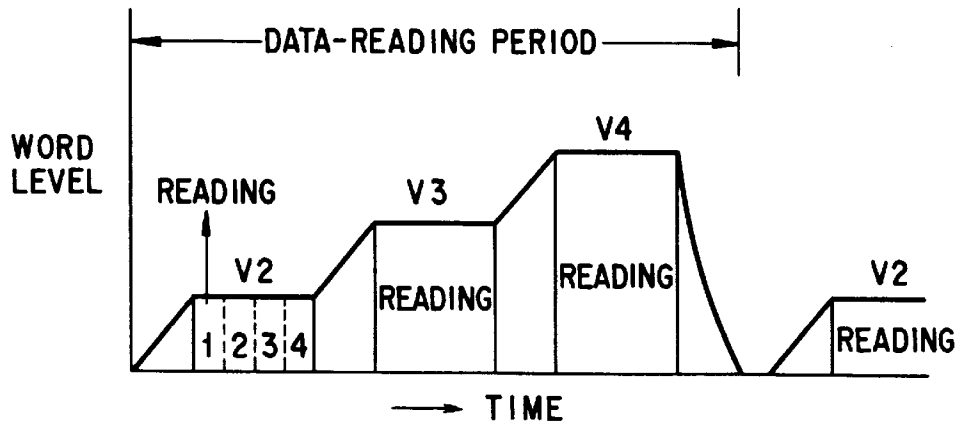 DATA-READING PERIOD
V4
WORD
LEVEL
READING
V3
V2
V2
READING
READING
1 2 3 4
READING
TIME